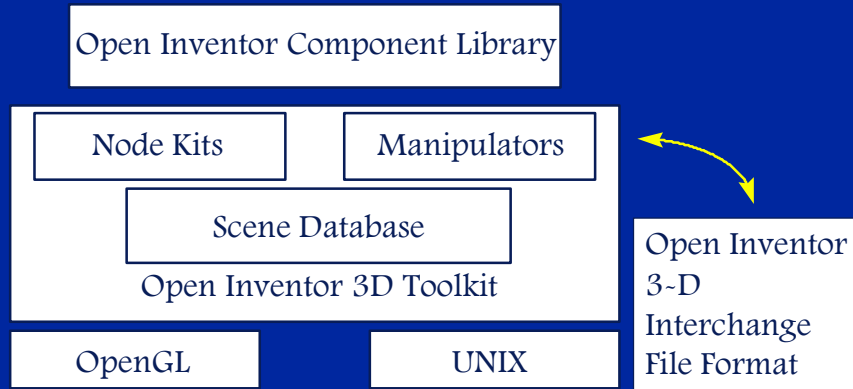 Open Inventor Component Library
Node Kits
Manipulators
Scene Database
Open Inventor 3D Toolkit
OpenGL
UNIX
Open Inventor
3-D
Interchange
File Format